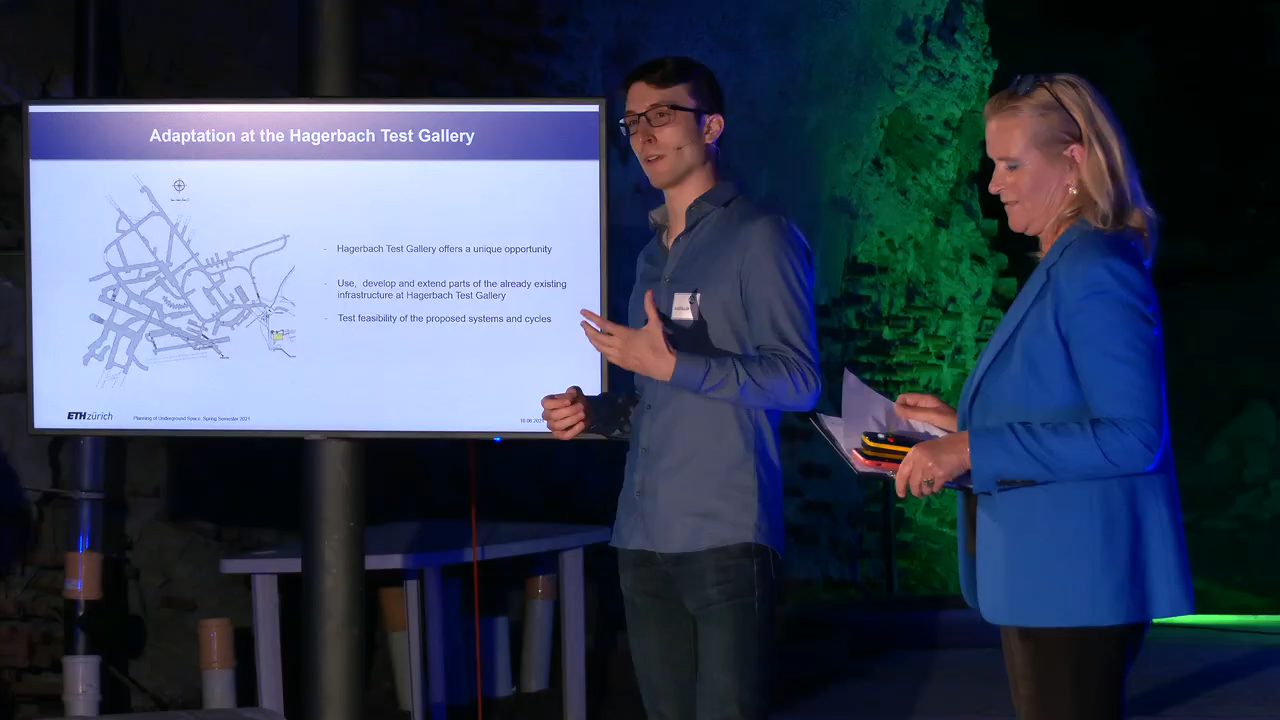 Adaptation at the Hagerbach Test Gallery
- Hagerbach Test Gallery offers a unique opportunity
- Use, develop and extend parts of the already existing
infrastructure at Hagerbach Test Gallery
- Test feasibility of the proposed systems and cycles
ETH zürich
Planning of Underground Space, Spring Semester 2021